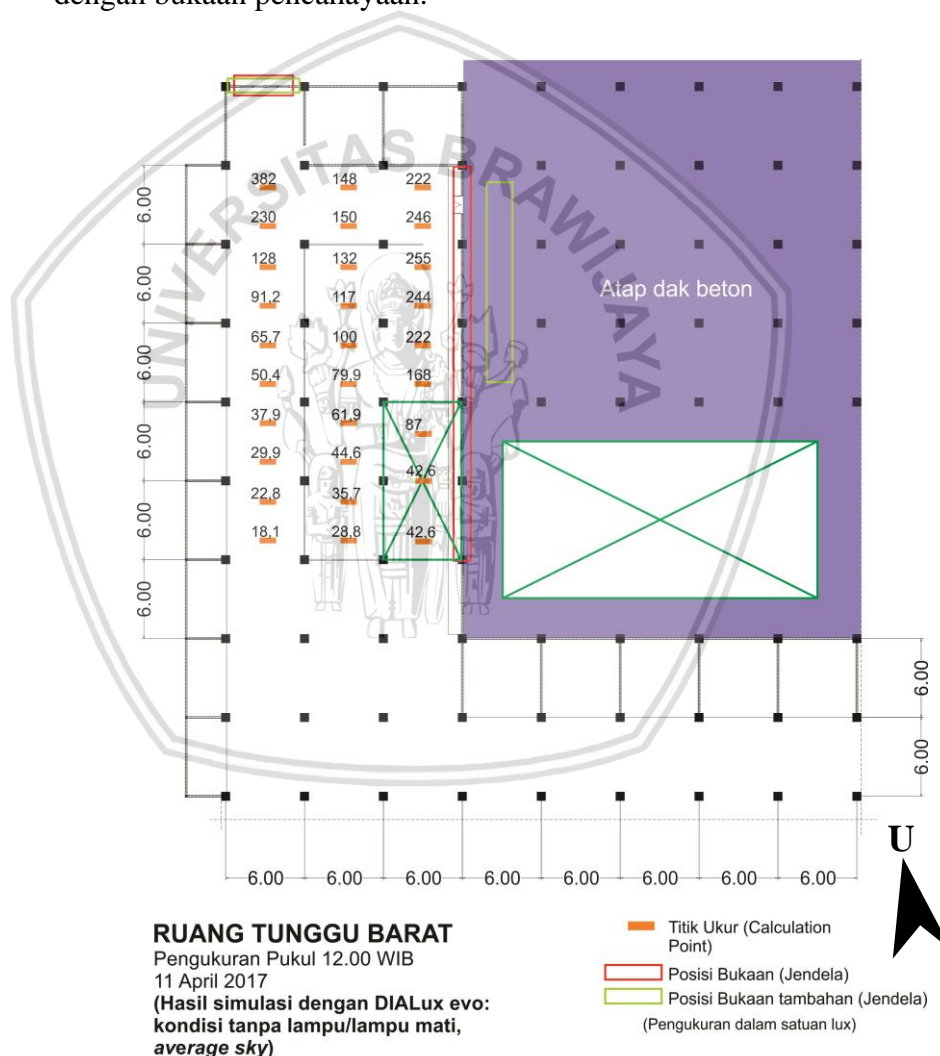 dengan bukaan pencahayaan.
UNIVERSITAS BRAWIJAYA
382 148 222
230 150 246
128 132 255
91,2 117 244
65,7 100 222
50,4 79,9 168
37,9 61,9 87
29,9 44,6 42,6
22,8 35,7
18,1 28,8 42,6
Atap dak beton
6.00
6.00
6.00
6.00
6.00
6.00
6.00
6.00
6.00 6.00 6.00 6.00 6.00 6.00 6.00 6.00
U
RUANG TUNGGU BARAT
Pengukuran Pukul 12.00 WIB
11 April 2017
(Hasil simulasi dengan DIALux evo:
kondisi tanpa lampu/lampu mati,
average sky)
Titik Ukur (Calculation
Point)
Posisi Bukaan (Jendela)
Posisi Bukaan tambahan (Jendela)
(Pengukuran dalam satuan lux)